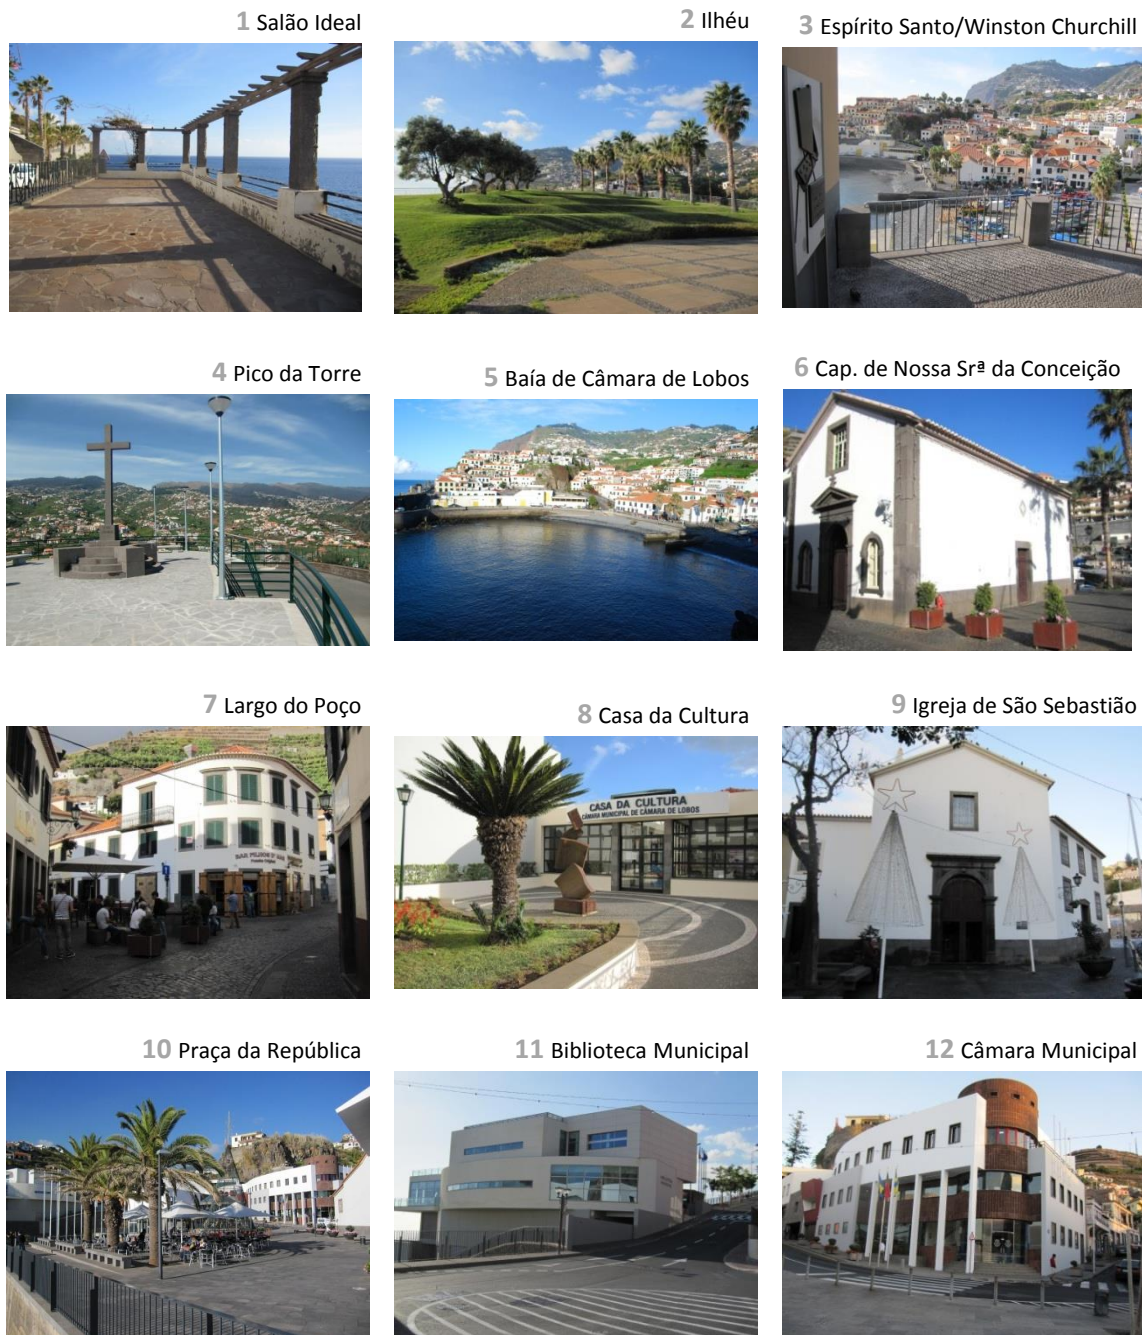 1 Salão Ideal
2 Ilhéu
3 Espírito Santo/Winston Churchill
4 Pico da Torre
5 Baía de Câmara de Lobos
6 Cap. de Nossa Srª da Conceição
7 Largo do Poço
8 Casa da Cultura
9 Igreja de São Sebastião
CASA DA CULTURA
CÂMARA MUNICIPAL DE CÂMARA DE LOBOS
10 Praça da República
11 Biblioteca Municipal
12 Câmara Municipal